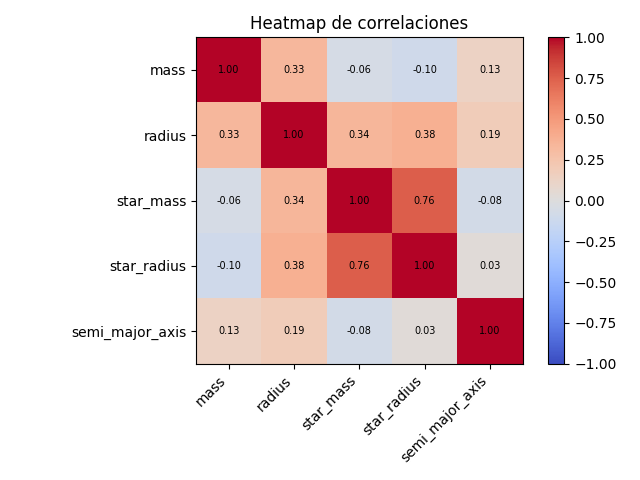 Heatmap de correlaciones
mass 1.00 0.33 -0.06 -0.10 0.13
radius 0.33 1.00 0.34 0.38 0.19
star_mass -0.06 0.34 1.00 0.76 -0.08
star_radius -0.10 0.38 0.76 1.00 0.03
semi_major_axis 0.13 0.19 -0.08 0.03 1.00
mass radius star_mass star_radius semi_major_axis
1.00
0.75
0.50
0.25
0.00
−0.25
−0.50
−0.75
−1.00